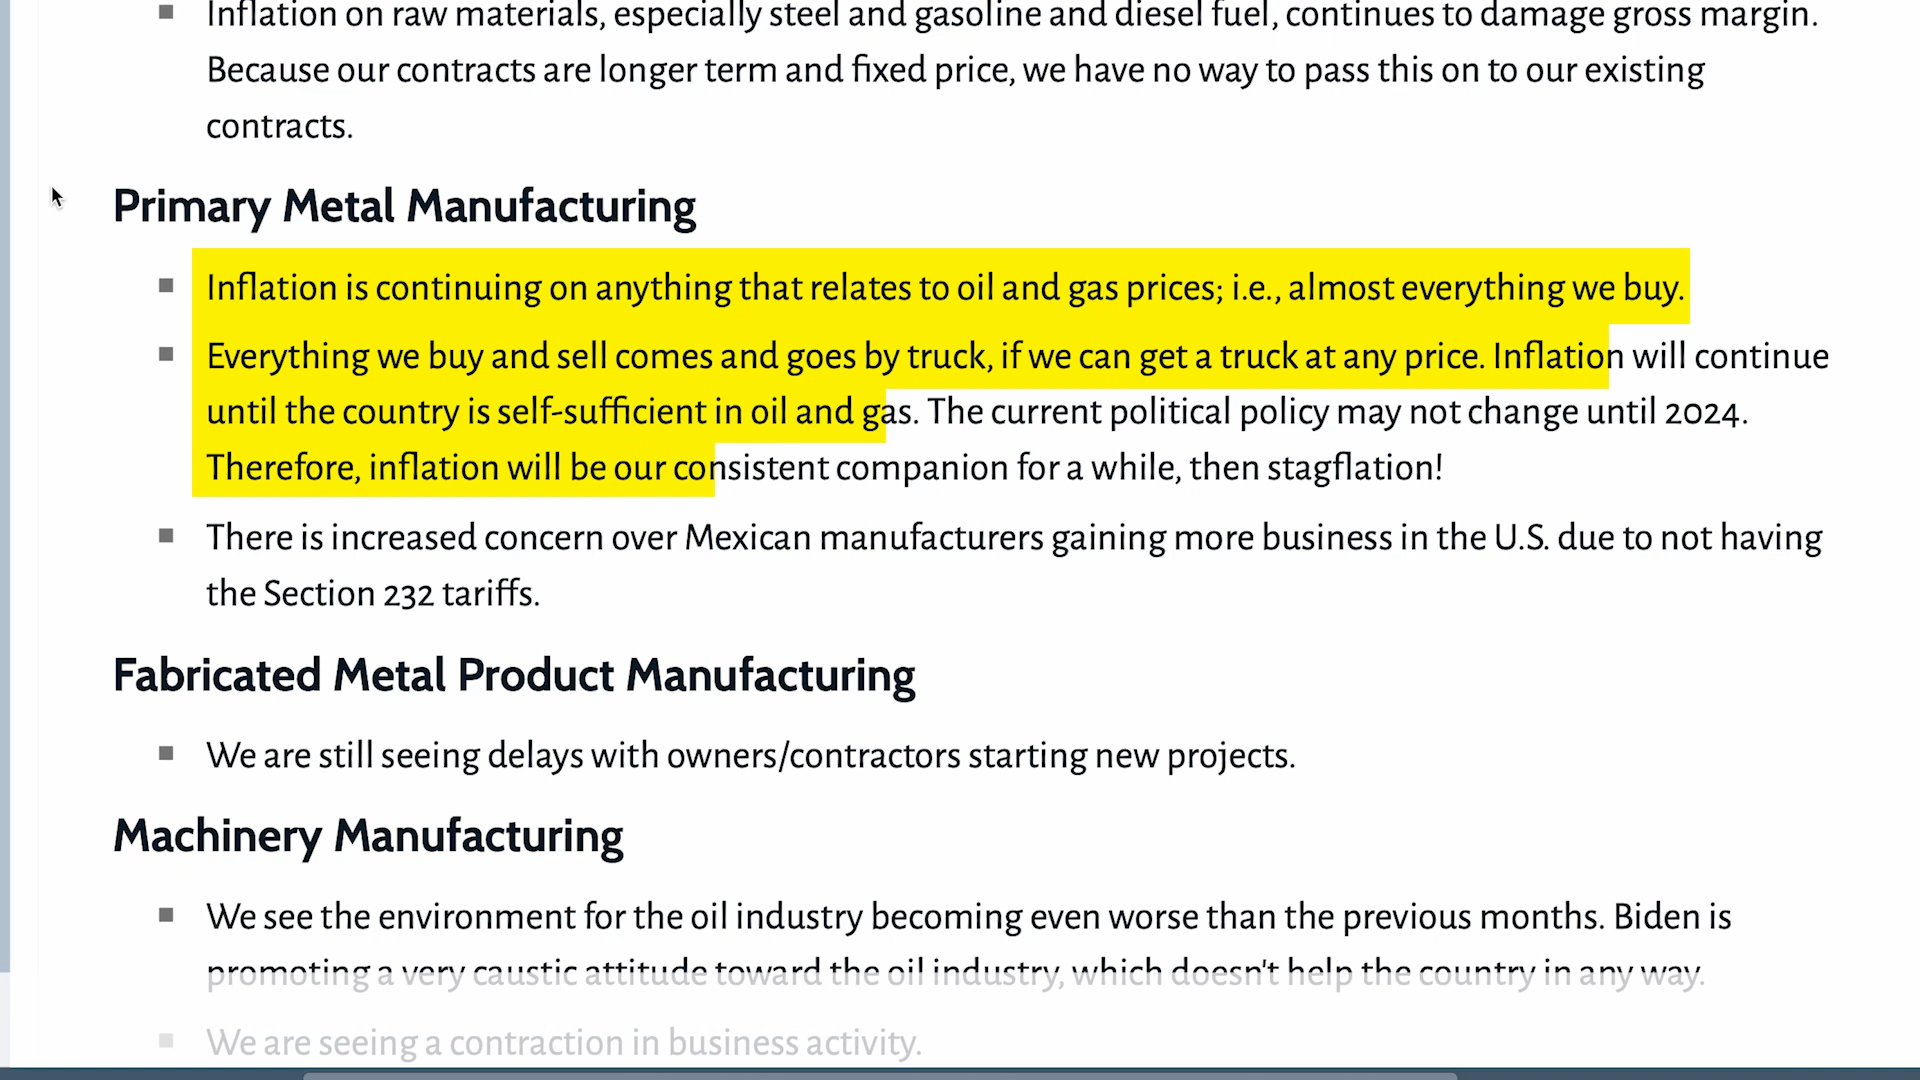 Inflation on raw materials, especially steel and gasoline and diesel fuel, continues to damage gross margin.
Because our contracts are longer term and fixed price, we have no way to pass this on to our existing
contracts.
Primary Metal Manufacturing
Inflation is continuing on anything that relates to oil and gas prices; i.e., almost everything we buy.
Everything we buy and sell comes and goes by truck, if we can get a truck at any price. Inflation will continue
until the country is self-sufficient in oil and gas. The current political policy may not change until 2024.
Therefore, inflation will be our consistent companion for a while, then stagflation!
There is increased concern over Mexican manufacturers gaining more business in the U.S. due to not having
the Section 232 tariffs.
Fabricated Metal Product Manufacturing
We are still seeing delays with owners/contractors starting new projects.
Machinery Manufacturing
We see the environment for the oil industry becoming even worse than the previous months. Biden is
promoting a very caustic attitude toward the oil industry, which doesn't help the country in any way.
We are seeing a contraction in business activity.